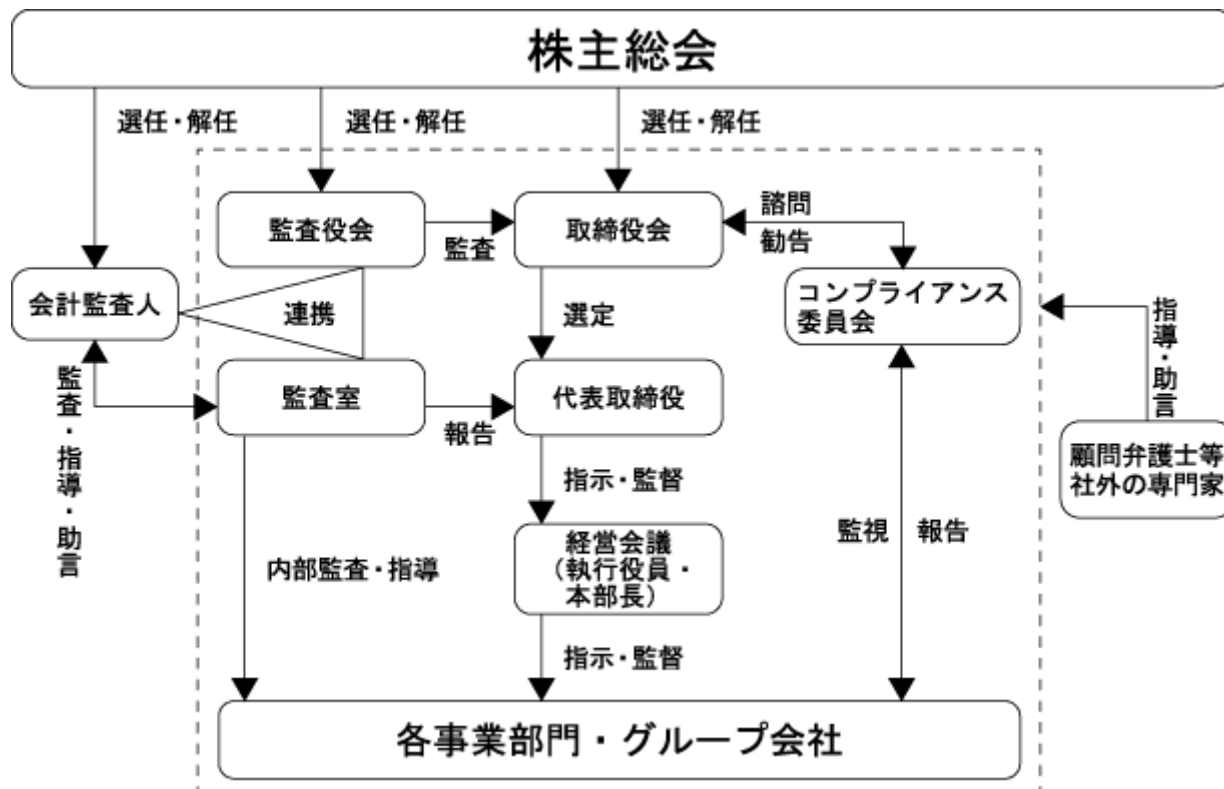 株主総会
選任・解任
選任・解任
選任・解任
監査役会
監査
取締役会
諮問
勧告
会計監査人
連携
選定
コンプライアンス
委員会
指導・助言
監査・指導・助言
監査室
報告
代表取締役
顧問弁護士等
社外の専門家
指示・監督
内部監査・指導
経営会議
（執行役員・
本部長）
監視
報告
指示・監督
各事業部門・グループ会社